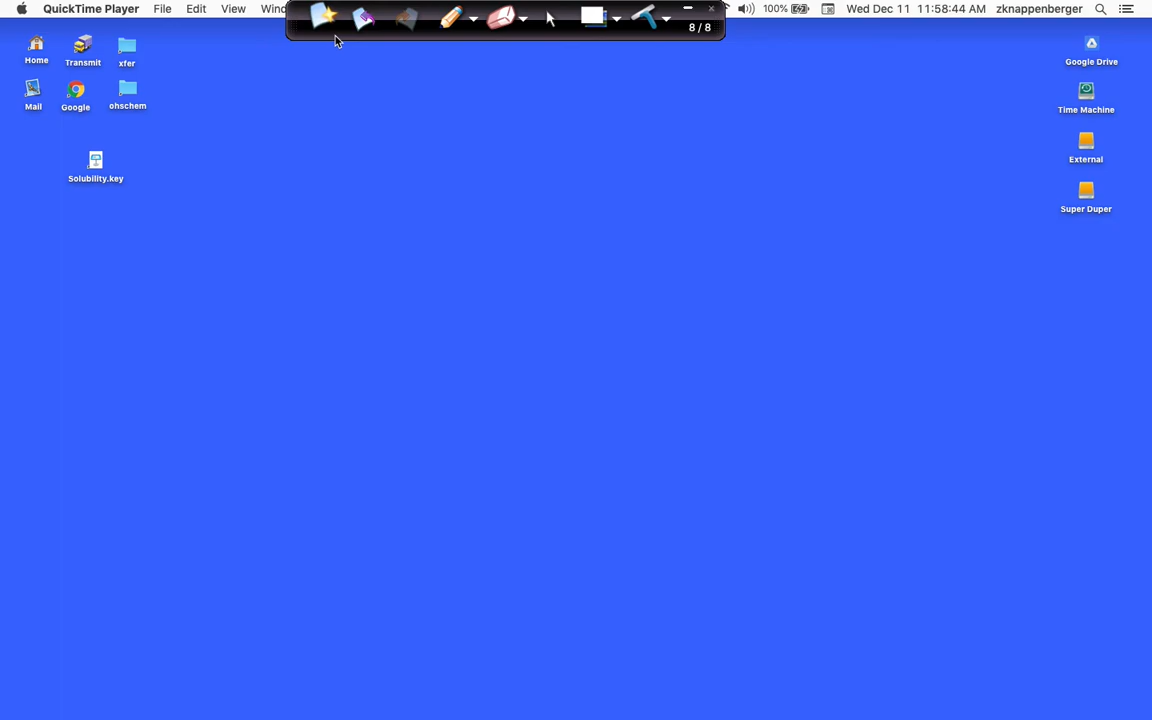 QuickTime Player File Edit View Wind 100% Wed Dec 11 11:58:44 AM zknappenberger
8 / 8
Home Transmit xfer
Google Drive
Mail Google ohschem
Time Machine
External
Solubility.key
Super Duper